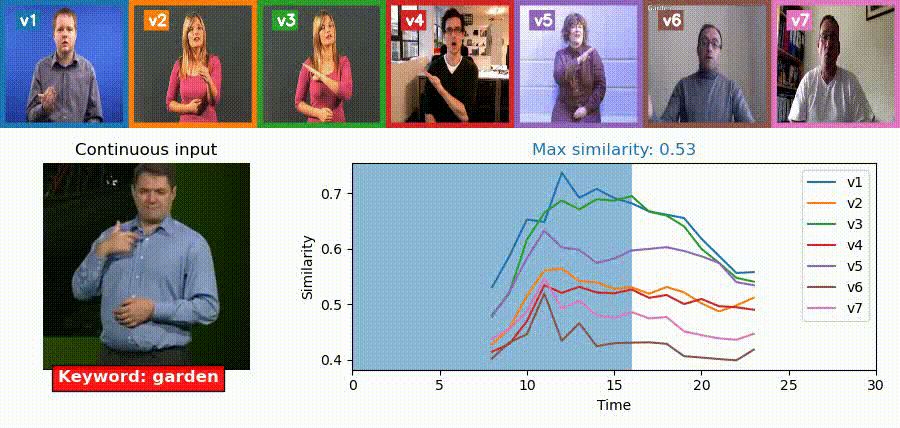 v1 v2 v3 v4 v5 v6 v7
Continuous input
Keyword: garden
Max similarity: 0.53
Similarity
0.7
0.6
0.5
0.4
0 5 10 15 20 25 30
Time
v1
v2
v3
v4
v5
v6
v7